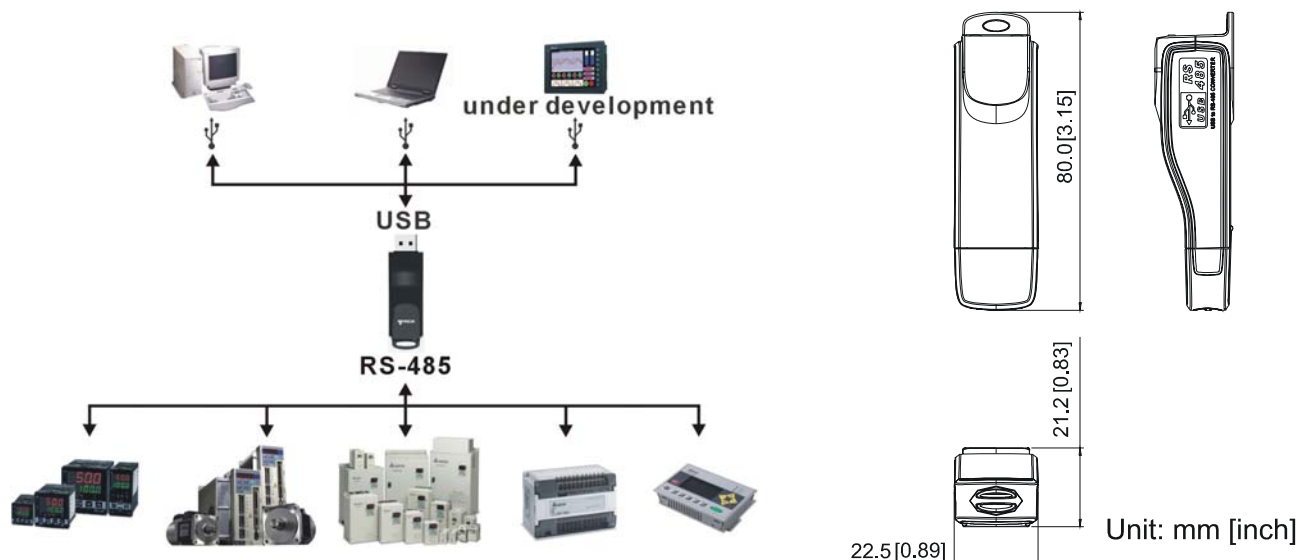 under development
USB
RS-485
80.0[3.15]
RS
485
USB
USB to RS-485 CONVERTER
21.2 [0.83]
22.5[0.89]
Unit: mm [inch]